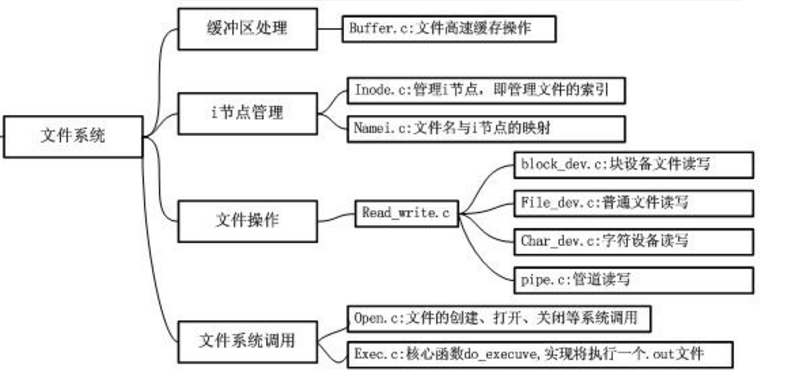 文件系统
缓冲区处理
Buffer.c:文件高速缓存操作
i节点管理
Inode.c:管理i节点，即管理文件的索引
Namei.c:文件名与i节点的映射
文件操作
Read_write.c
block_dev.c:块设备文件读写
File_dev.c:普通文件读写
Char_dev.c:字符设备读写
pipe.c:管道读写
文件系统调用
Open.c:文件的创建、打开、关闭等系统调用
Exec.c:核心函数do_execuve,实现将执行一个.out文件